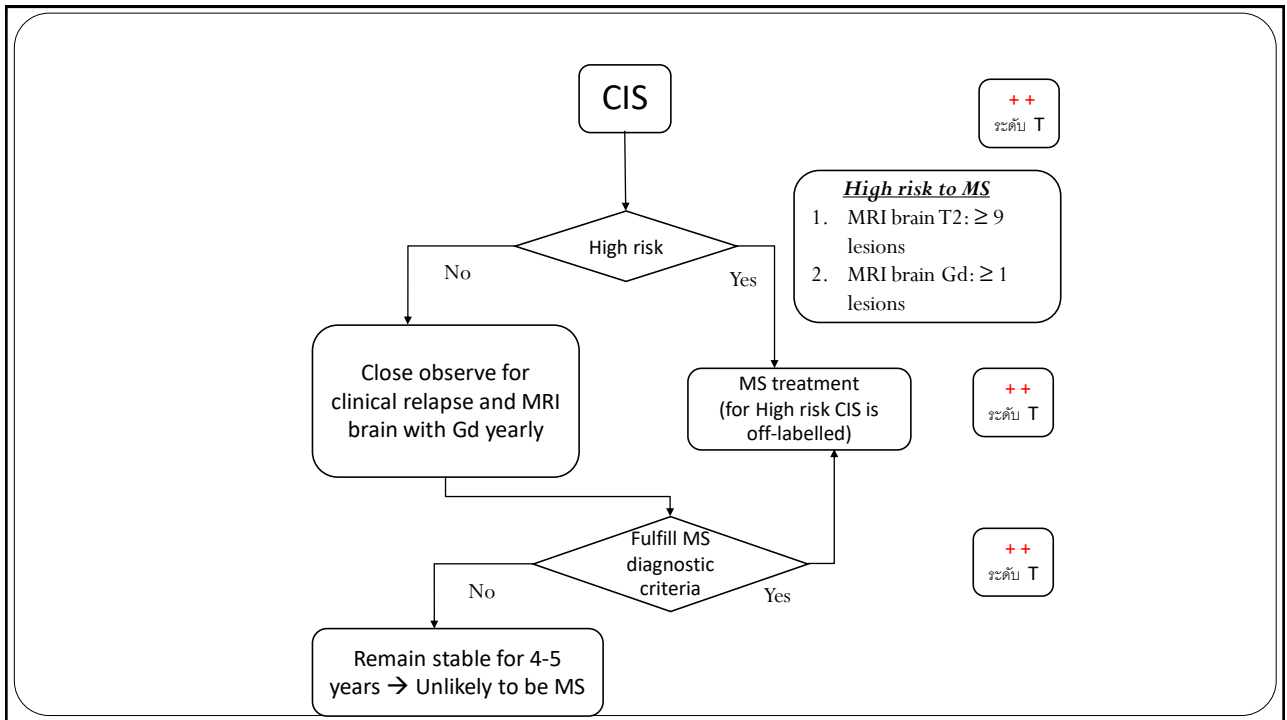 CIS
+ +
ระดับ T
High risk to MS
1. MRI brain T2: ≥ 9
lesions
2. MRI brain Gd: ≥ 1
lesions
High risk
No
Yes
Close observe for
clinical relapse and MRI
brain with Gd yearly
MS treatment
(for High risk CIS is
off-labelled)
+ +
ระดับ T
Fulfill MS
diagnostic
criteria
No
Yes
+ +
ระดับ T
Remain stable for 4-5
years → Unlikely to be MS